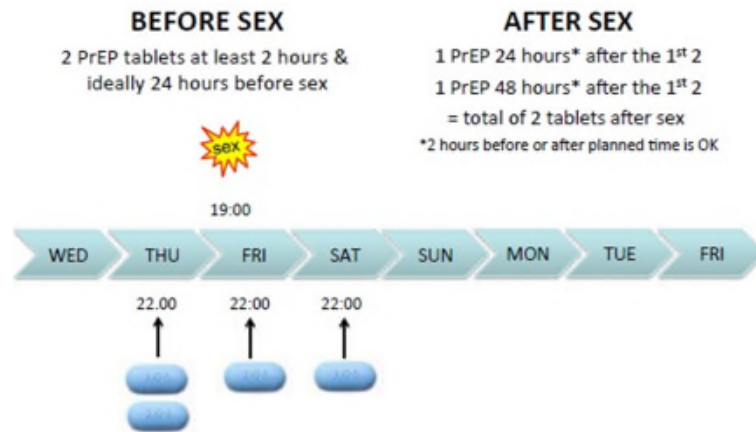 BEFORE SEX
2 PrEP tablets at least 2 hours &
ideally 24 hours before sex
AFTER SEX
1 PrEP 24 hours* after the 1st 2
1 PrEP 48 hours* after the 1st 2
= total of 2 tablets after sex
*2 hours before or after planned time is OK
sex
19:00
WED THU FRI SAT SUN MON TUE FRI
22.00 22:00 22:00